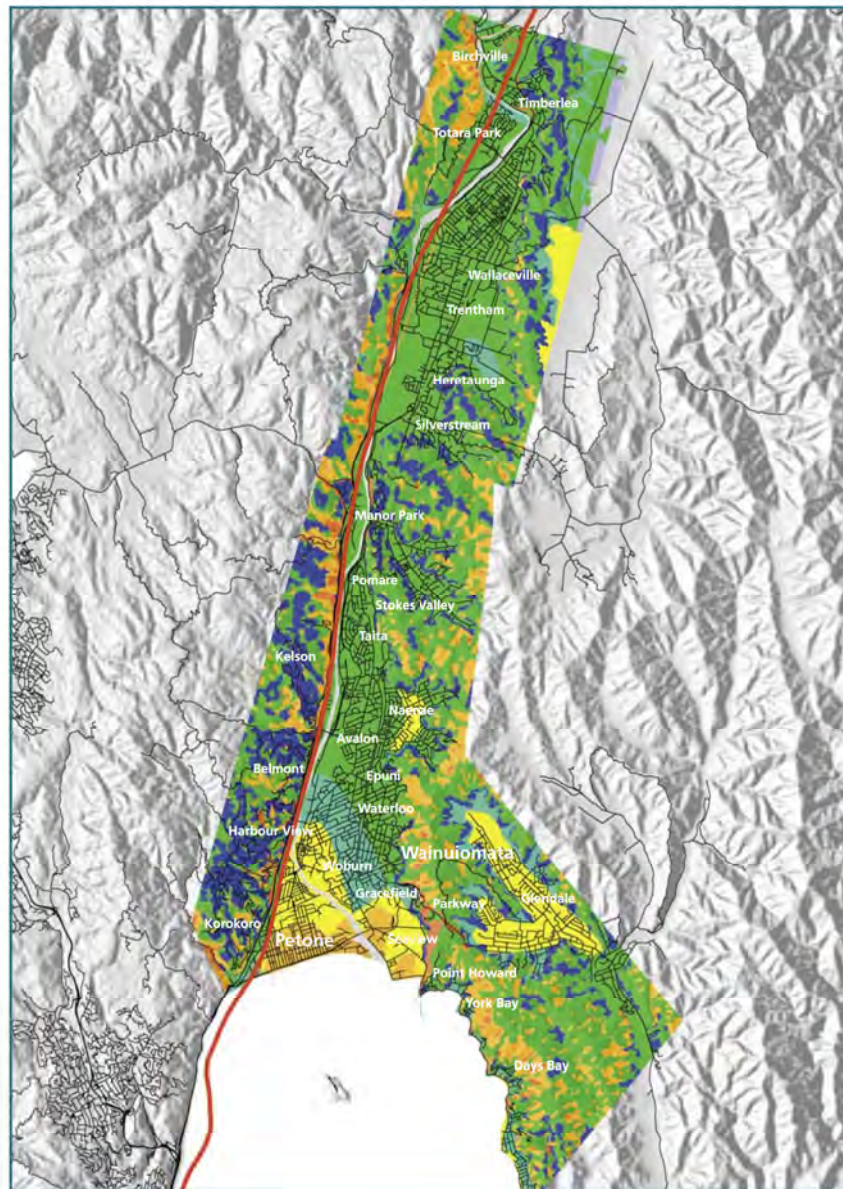 Birchville
Timberlea
Totara Park
Wallaceville
Trentham
Heretaunga
Silverstream
Manor Park
Pomare
Stokes Valley
Taita
Kelson
Naenae
Avalon
Belmont
Epuni
Waterloo
Harbour View
Wainuiomata
Woburn
Gracefield
Glendale
Parkway
Korokoro
Petone
Seaview
Point Howard
York Bay
Days Bay